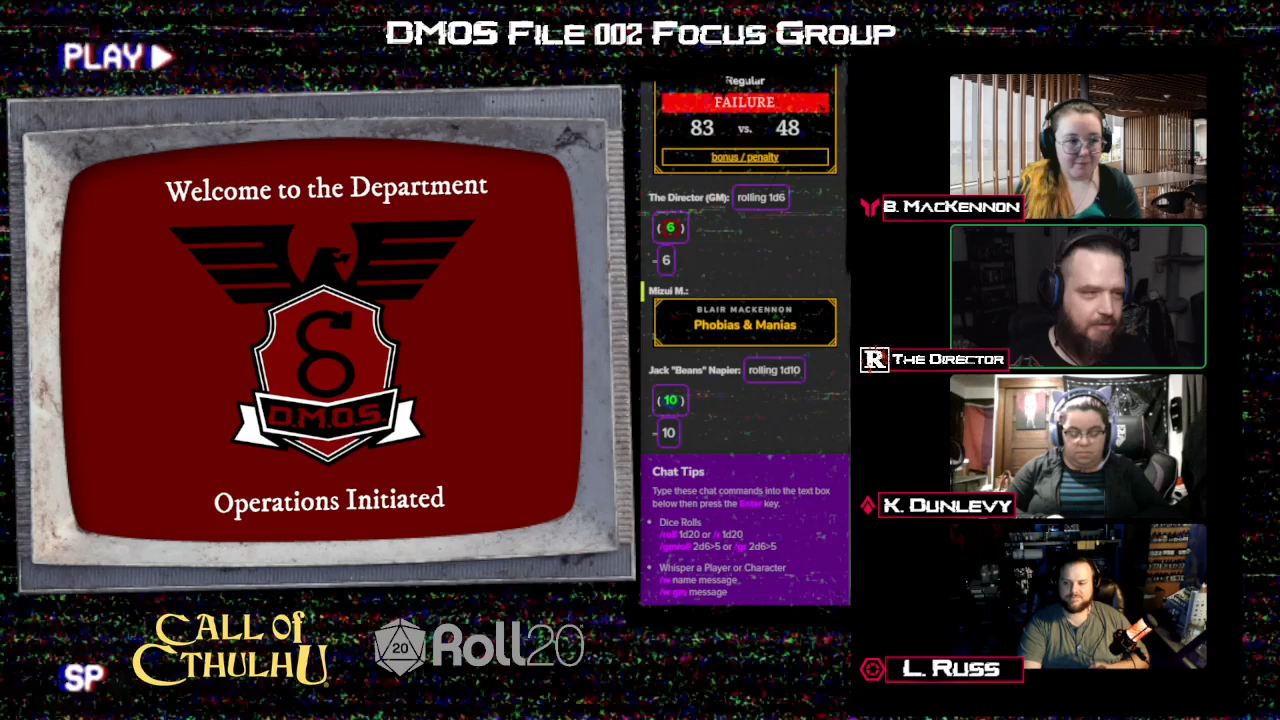 DMOS File 002 Focus Group
PLAY
Welcome to the Department
D.M.O.S.
Operations Initiated
SP
CALL of
CTHULHU
20
Roll20
Regular
FAILURE
83 vs. 48
bonus / penalty
The Director (GM): rolling 1d6
( 6 )
= 6
Mizui M.:
BLAIR MACKENNON
Phobias & Manias
Jack "Beans" Napier: rolling 1d10
( 10 )
= 10
Chat Tips
Type these chat commands into the text box
below then press the Enter key.
Dice Rolls
/roll 1d20 or /r 1d20
/gmroll 2d6>5 or /gr 2d6>5
Whisper a Player or Character
/w name message
/w gm message
B. MacKennon
R The Director
K. Dunlevy
L. Russ